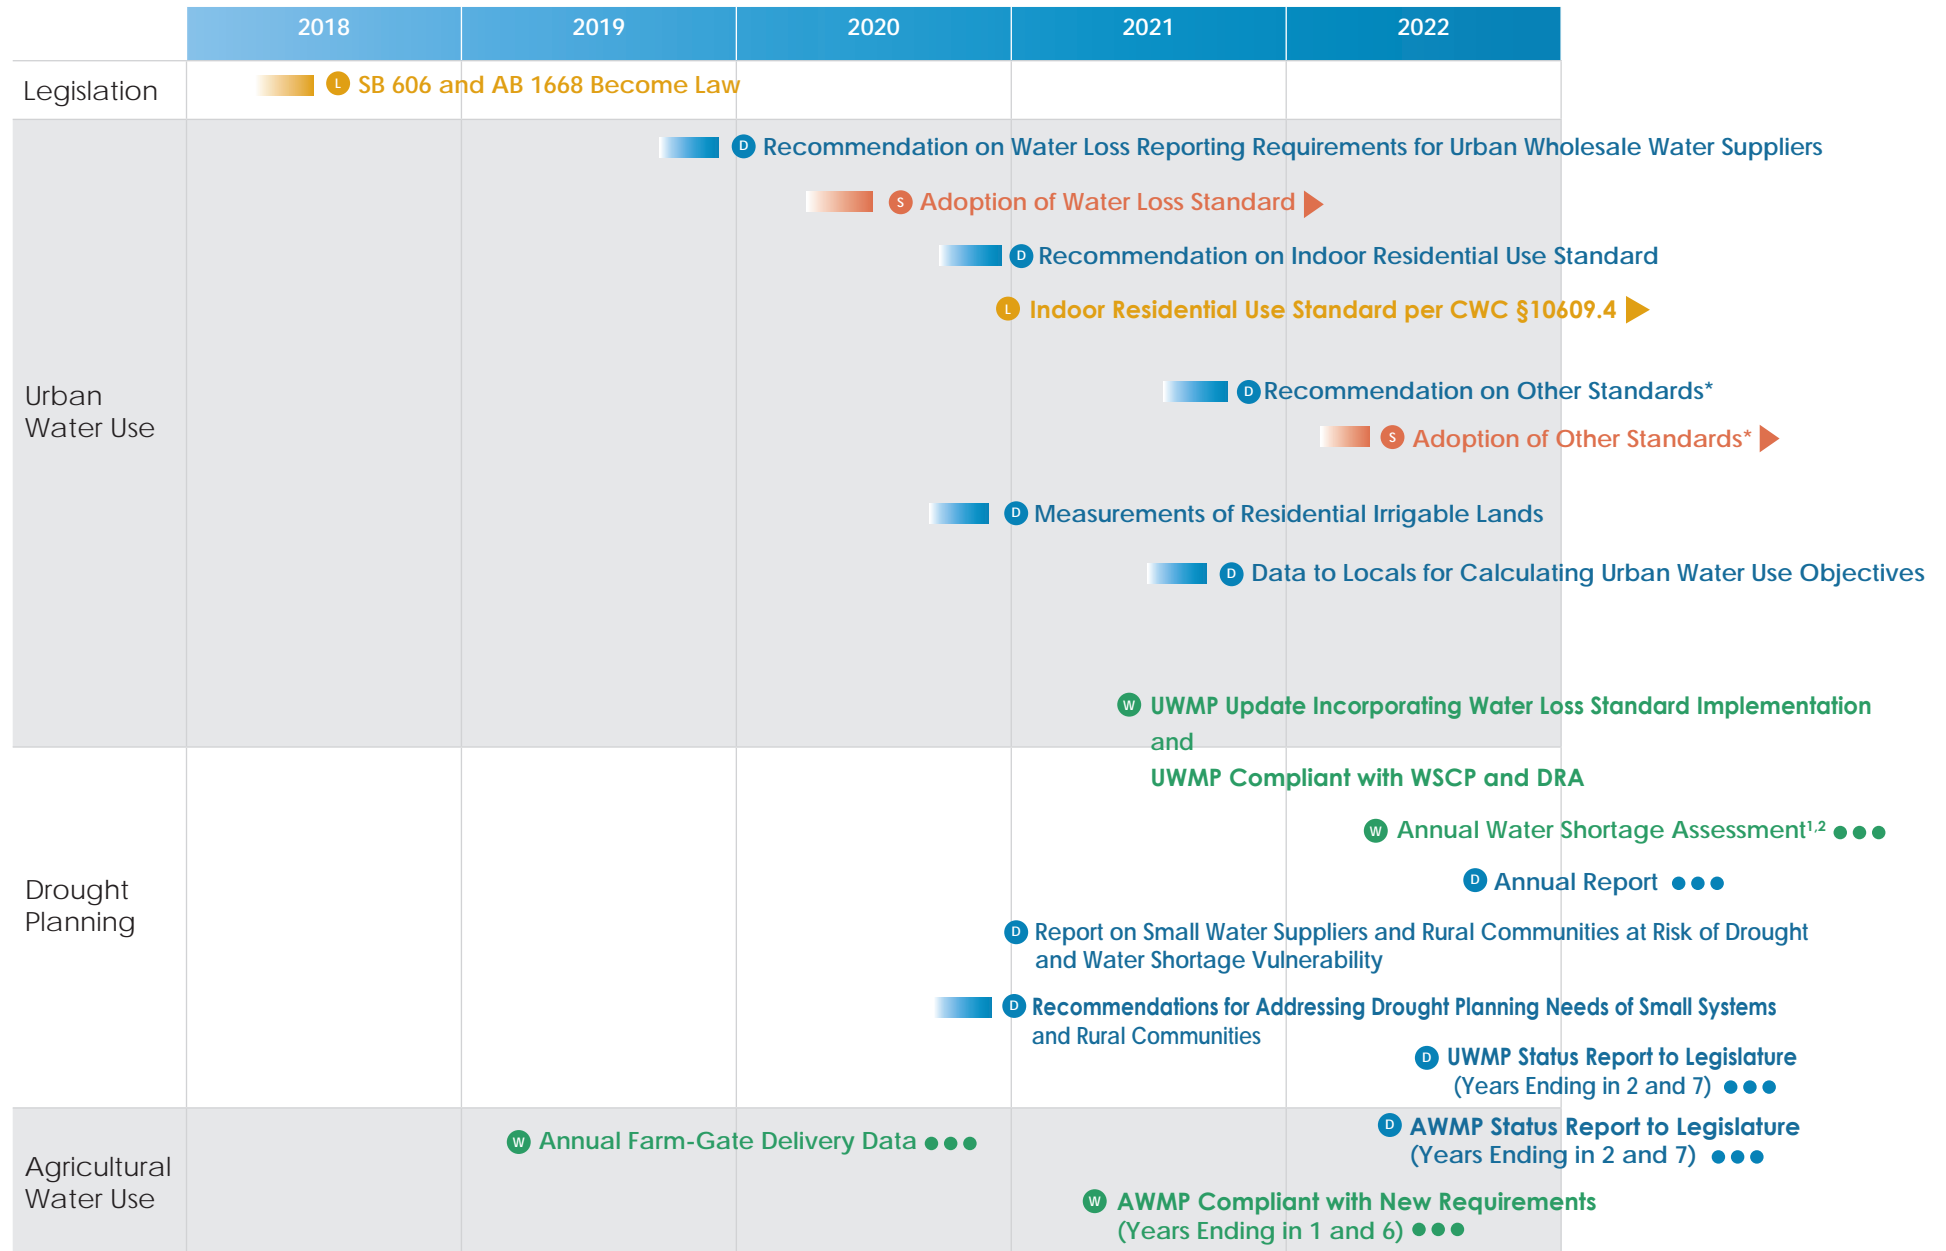 2018 2019 2020 2021 2022
Legislation
L SB 606 and AB 1668 Become Law
Urban
Water Use
D Recommendation on Water Loss Reporting Requirements for Urban Wholesale Water Suppliers
S Adoption of Water Loss Standard
D Recommendation on Indoor Residential Use Standard
L Indoor Residential Use Standard per CWC §10609.4
D Recommendation on Other Standards*
S Adoption of Other Standards*
D Measurements of Residential Irrigable Lands
D Data to Locals for Calculating Urban Water Use Objectives
W UWMP Update Incorporating Water Loss Standard Implementation
and
UWMP Compliant with WSCP and DRA
Drought
Planning
W Annual Water Shortage Assessment1,2
D Annual Report
D Report on Small Water Suppliers and Rural Communities at Risk of Drought
and Water Shortage Vulnerability
D Recommendations for Addressing Drought Planning Needs of Small Systems
and Rural Communities
D UWMP Status Report to Legislature
(Years Ending in 2 and 7)
Agricultural
Water Use
D AWMP Status Report to Legislature
(Years Ending in 2 and 7)
W Annual Farm-Gate Delivery Data
W AWMP Compliant with New Requirements
(Years Ending in 1 and 6)